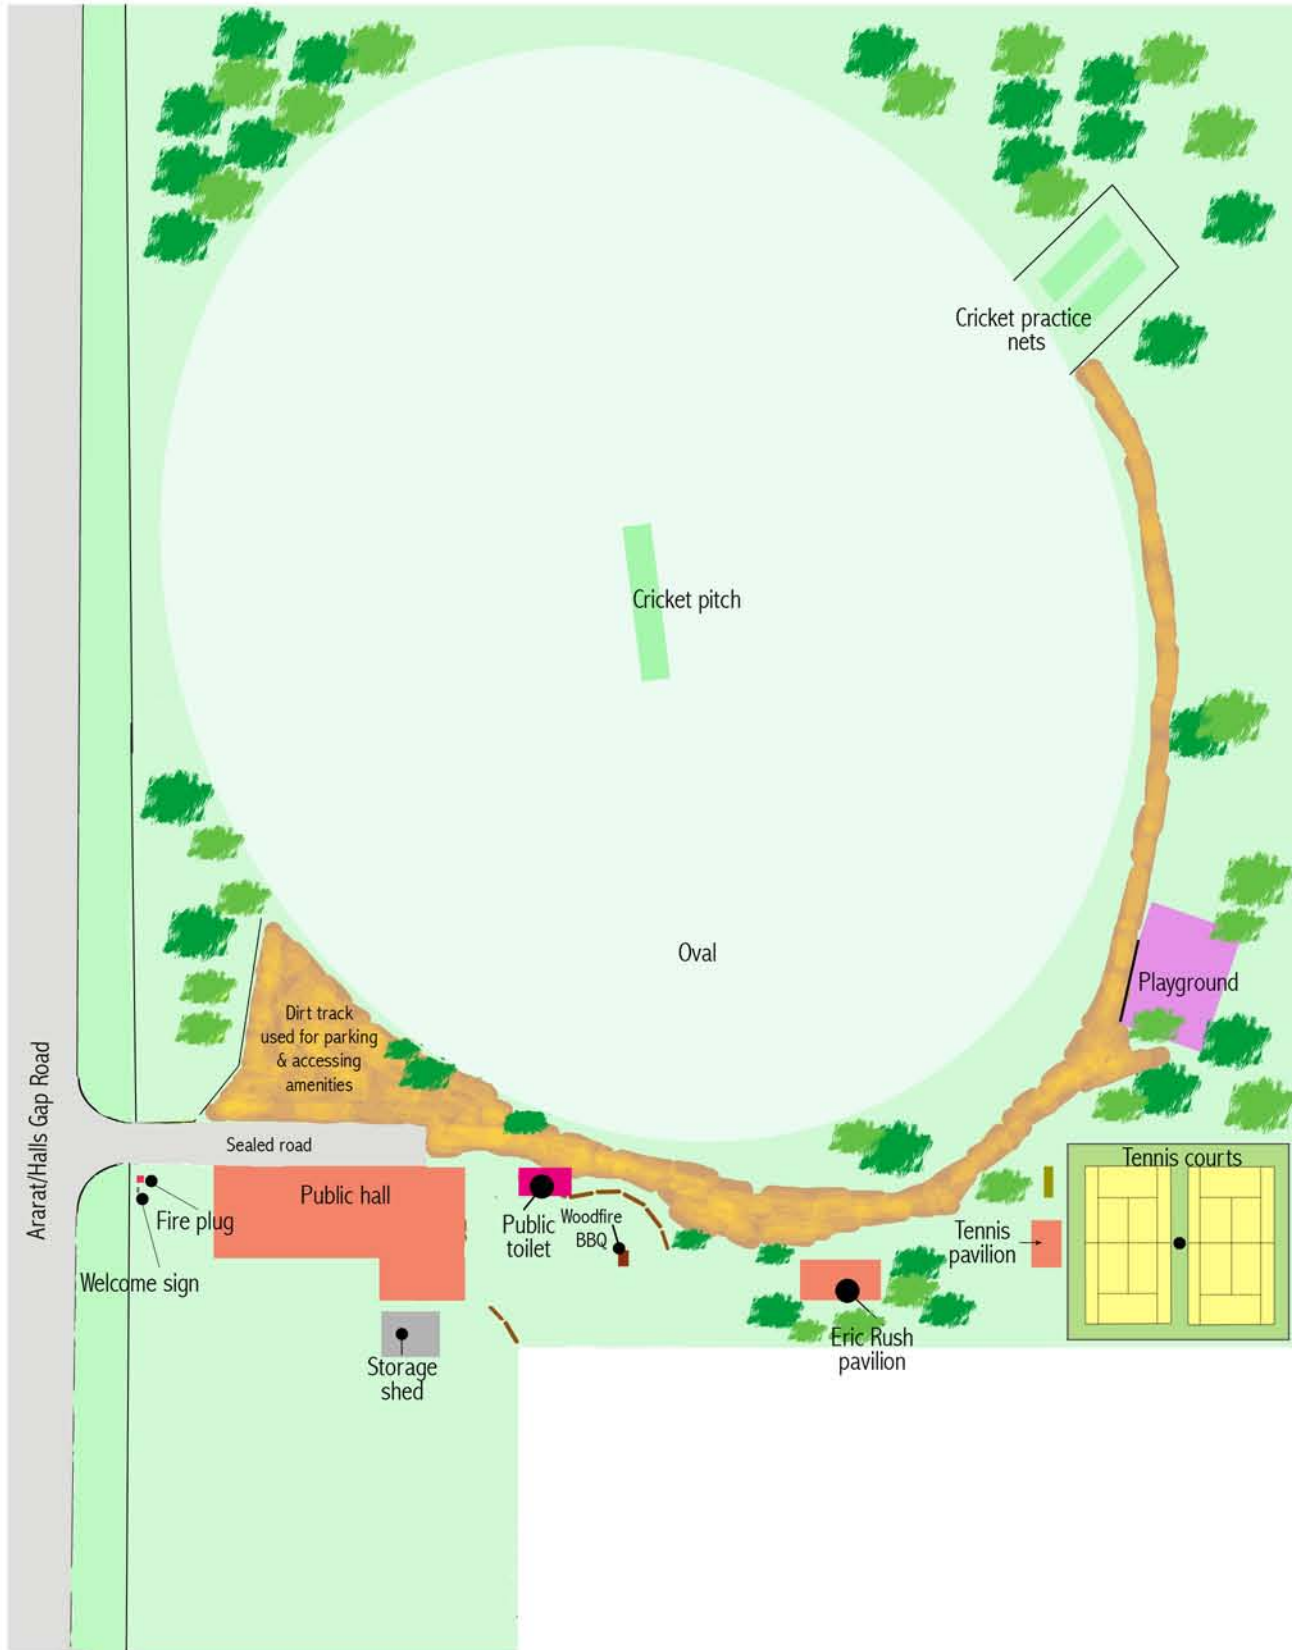 Cricket practice
nets
Cricket pitch
Oval
Playground
Dirt track
used for parking
& accessing
amenities
Ararat/Halls Gap Road
Sealed road
Tennis courts
Public hall
Fire plug
Welcome sign
Public
toilet
Woodfire
BBQ
Tennis
pavilion
Eric Rush
pavilion
Storage
shed